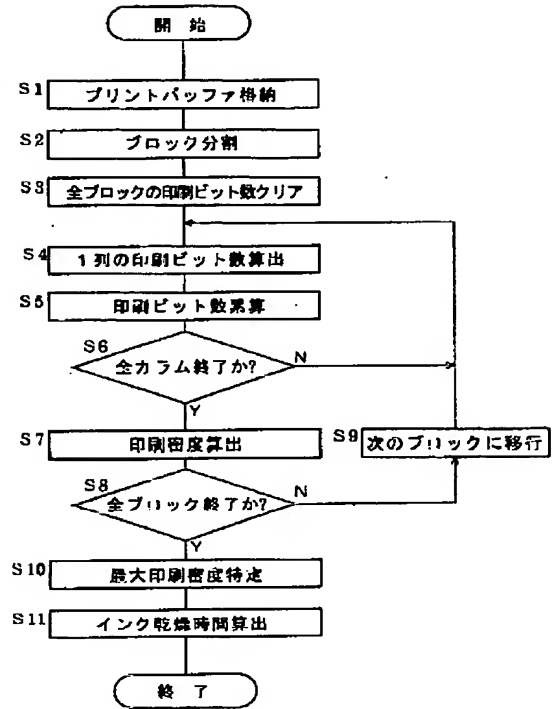 開 始
S1 プリントバッファ格納
S2 ブロック分割
S3 全ブロックの印刷ビット数クリア
S4 1列の印刷ビット数算出
S5 印刷ビット数累算
S6 全カラム終了か? N
Y
S7 印刷密度算出 S9 次のブロックに移行
S8 全ブロック終了か? N
Y
S10 最大印刷密度特定
S11 インク乾燥時間算出
終 了